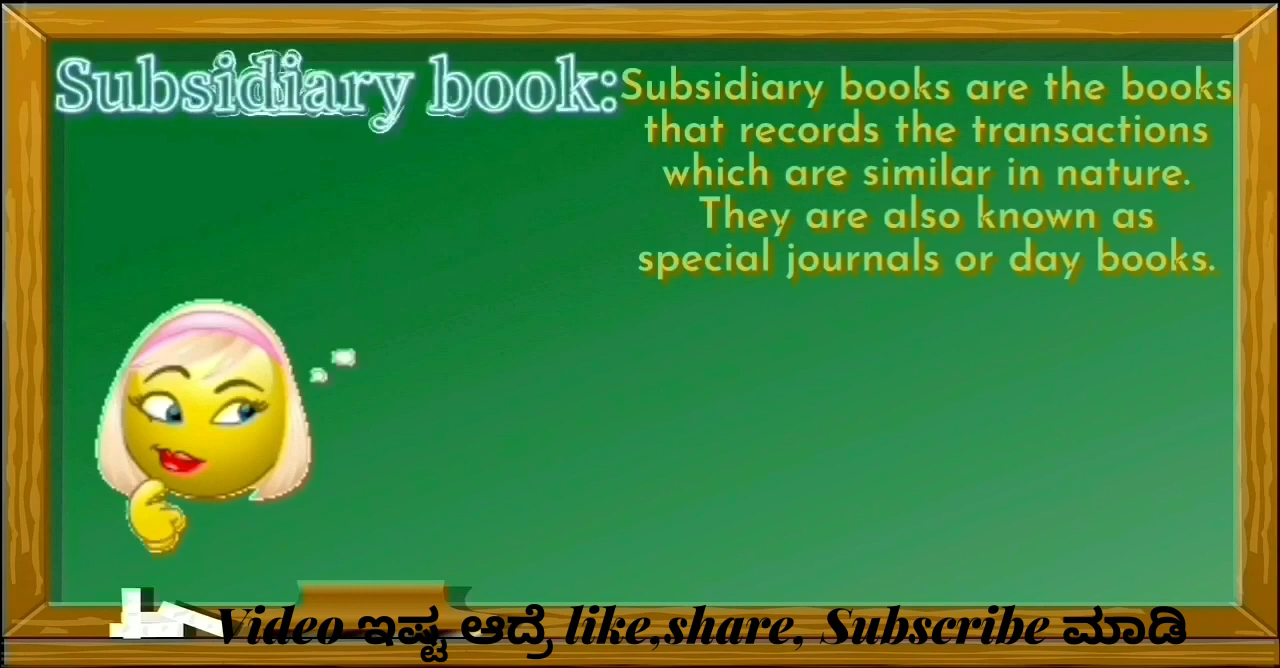 Subsidiary book:
Subsidiary books are the books
that records the transactions
which are similar in nature.
They are also known as
special journals or day books.
Video ಇಷ್ಟ ಆದ್ರೆ like,share, Subscribe ಮಾಡಿ